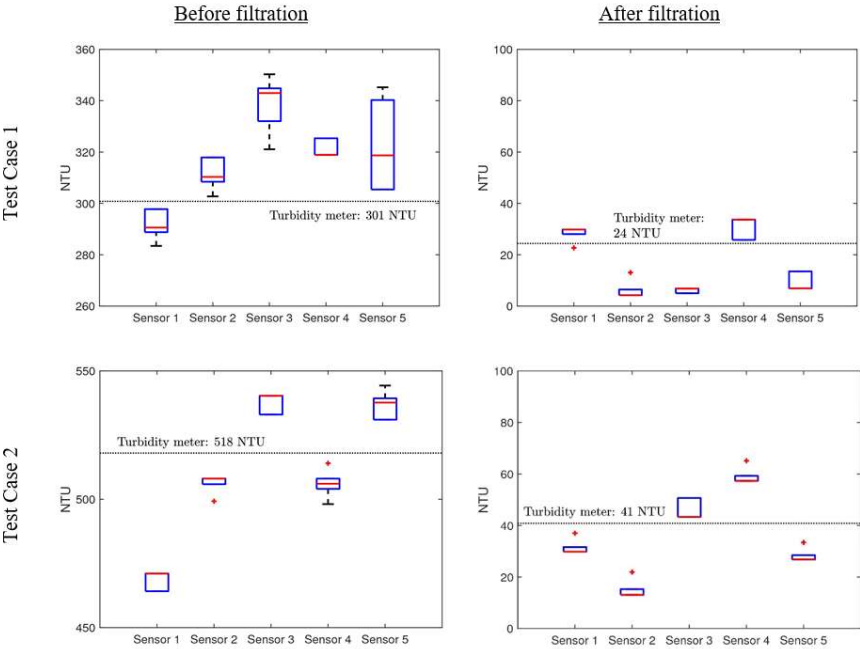 Before filtration
After filtration
Test Case 1
360
340
320
300
280
260
NTU
Turbidity meter: 301 NTU
Sensor 1 Sensor 2 Sensor 3 Sensor 4 Sensor 5
100
80
60
40
20
0
NTU
Turbidity meter:
24 NTU
Sensor 1 Sensor 2 Sensor 3 Sensor 4 Sensor 5
Test Case 2
550
500
450
NTU
Turbidity meter: 518 NTU
Sensor 1 Sensor 2 Sensor 3 Sensor 4 Sensor 5
100
80
60
40
20
0
NTU
Turbidity meter: 41 NTU
Sensor 1 Sensor 2 Sensor 3 Sensor 4 Sensor 5